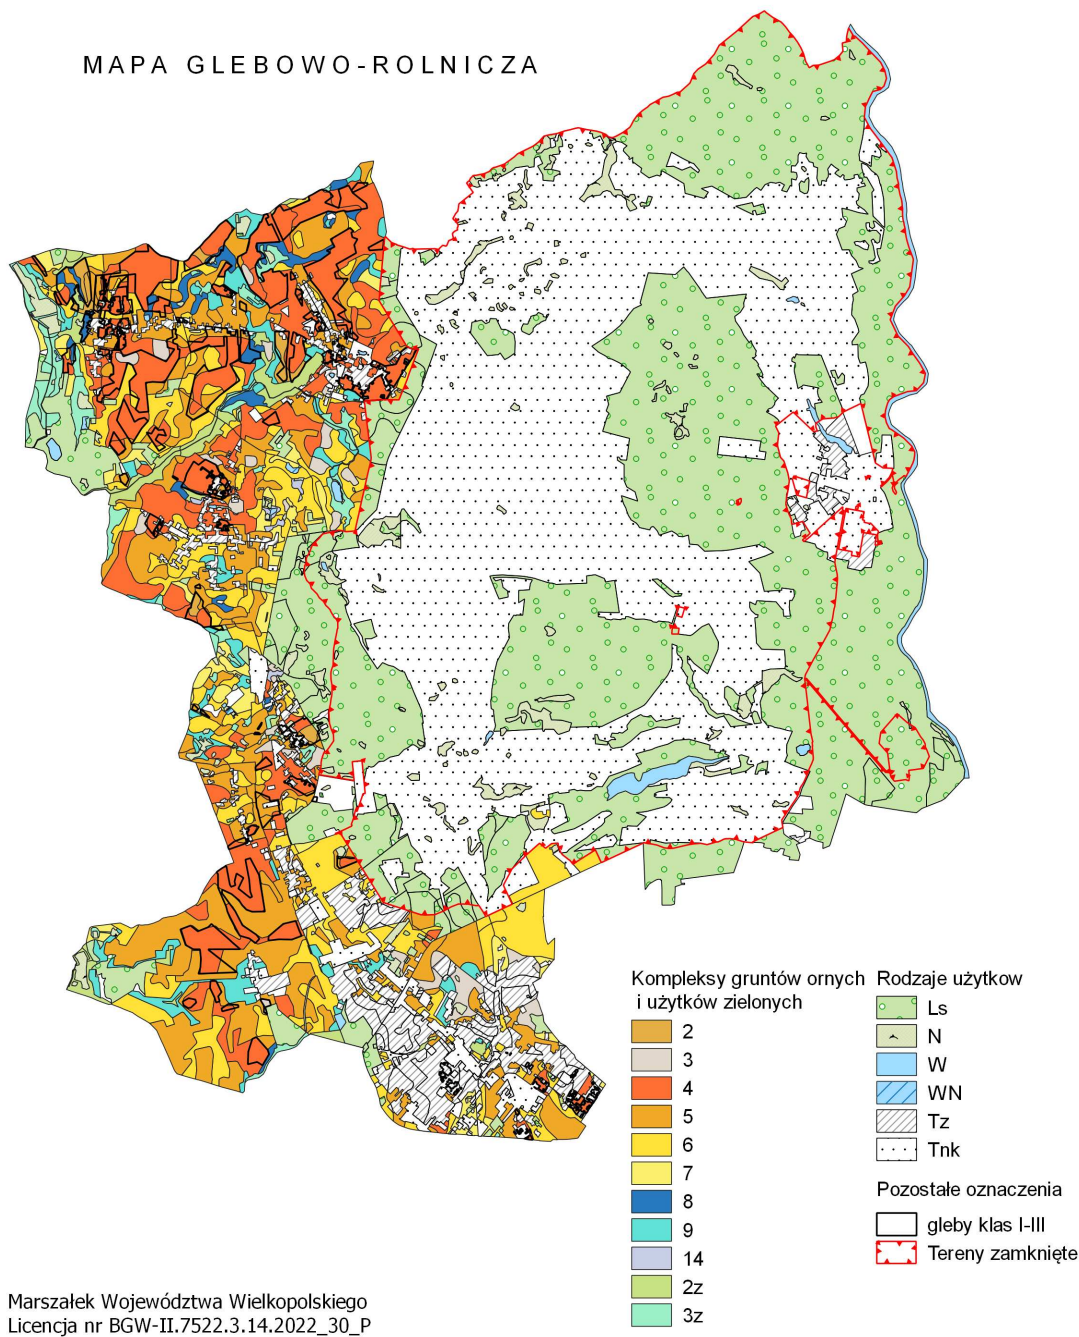 MAPA GLEBOWO-ROLNICZA
Kompleksy gruntów ornych
i użytków zielonych
2
3
4
5
6
7
8
9
14
2z
3z
Rodzaje użytkow
Ls
N
W
WN
Tz
Tnk
Pozostałe oznaczenia
gleby klas I-III
Tereny zamknięte
Marszałek Województwa Wielkopolskiego
Licencja nr BGW-II.7522.3.14.2022_30_P